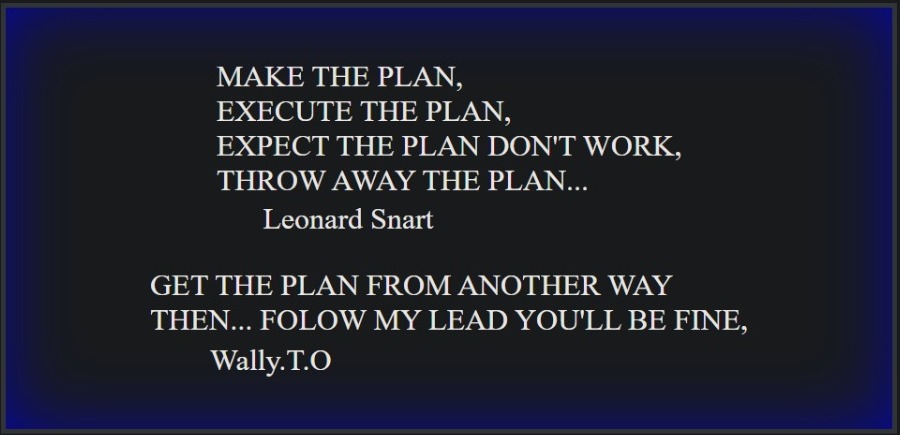 MAKE THE PLAN,
EXECUTE THE PLAN,
EXPECT THE PLAN DON'T WORK,
THROW AWAY THE PLAN...
Leonard Snart
GET THE PLAN FROM ANOTHER WAY
THEN... FOLOW MY LEAD YOU'LL BE FINE,
Wally.T.O